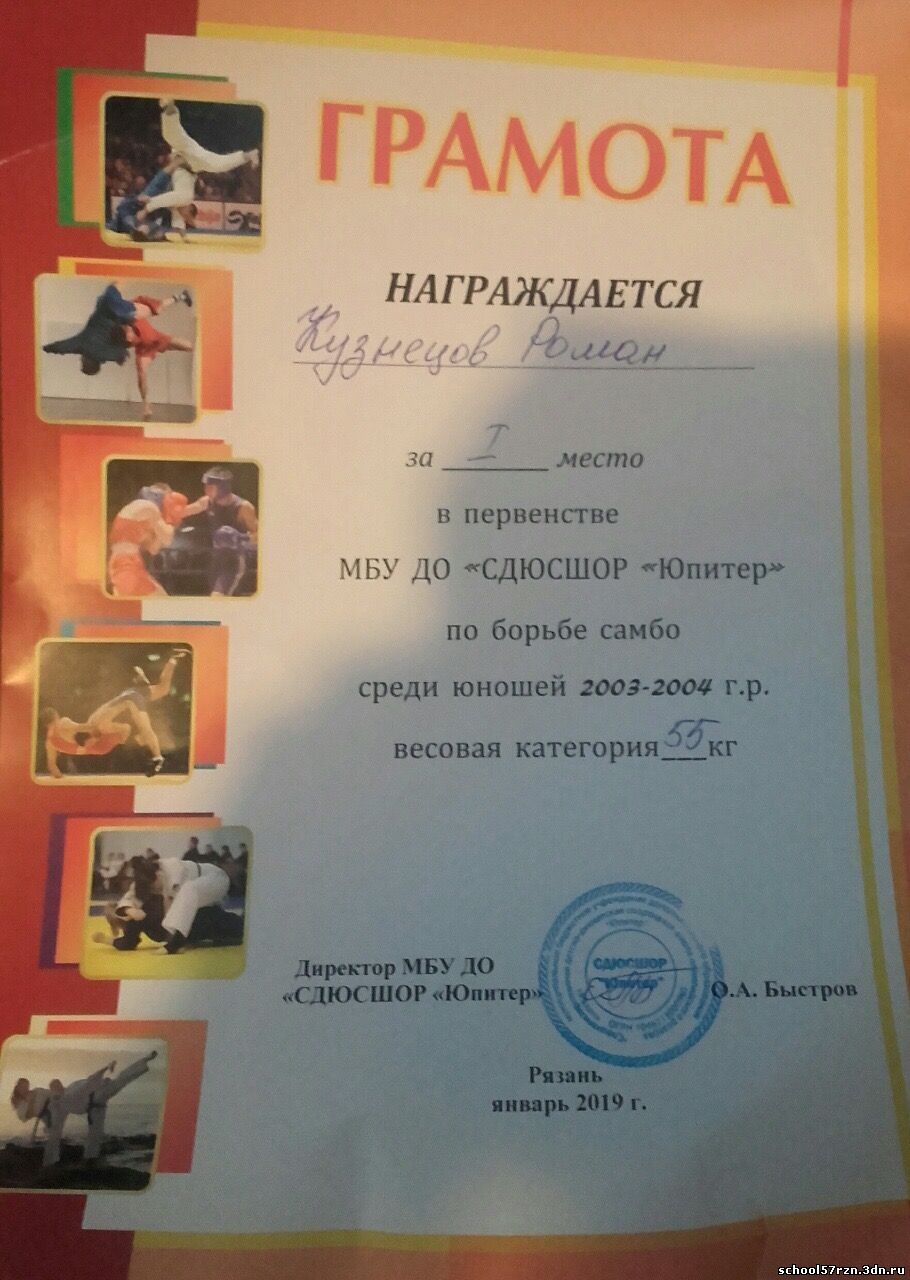 ГРАМОТА
НАГРАЖДАЕТСЯ
Кузнецов Роман
за I место
в первенстве
МБУ ДО «СДЮСШОР «Юпитер»
по борьбе самбо
среди юношей 2003-2004 г.р.
весовая категория 55 кг
Директор МБУ ДО
«СДЮСШОР «Юпитер»
СДЮСШОР
"Юпитер"
О.А. Быстров
Рязань
январь 2019 г.
school57rzn.3dn.ru